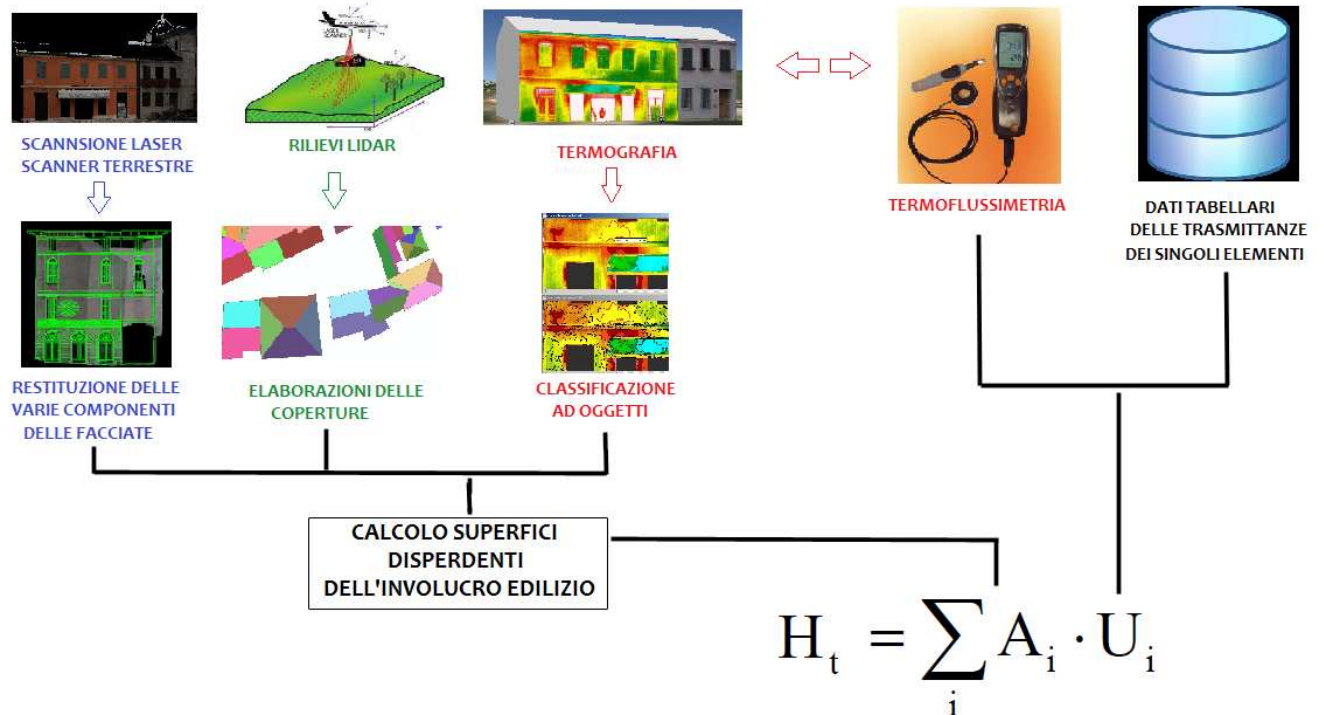 SCANNSIONE LASER
SCANNER TERRESTRE
RILIEVI LIDAR
TERMOGRAFIA
TERMOFLUSSIMETRIA
DATI TABELLARI
DELLE TRASMITTANZE
DEI SINGOLI ELEMENTI
RESTITUZIONE DELLE
VARIE COMPONENTI
DELLE FACCIATE
ELABORAZIONI DELLE
COPERTURE
CLASSIFICAZIONE
AD OGGETTI
CALCOLO SUPERFICI
DISPERDENTI
DELL'INVOLUCRO EDILIZIO
H_t = ∑_i A_i · U_i